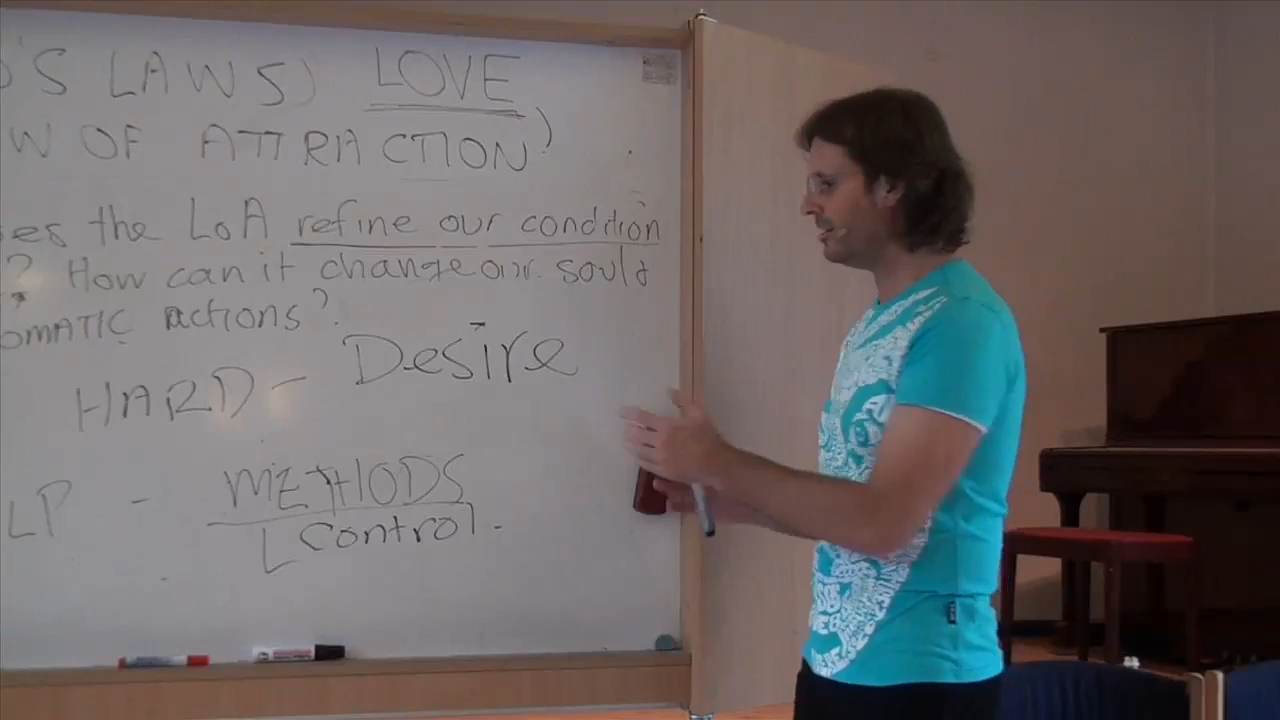 'S LAWS) LOVE
W OF ATTRACTION)
es the LoA refine our condition
? How can it change our soul's
OMATIC actions?
HARD - Desire
LP - METHODS
Control.